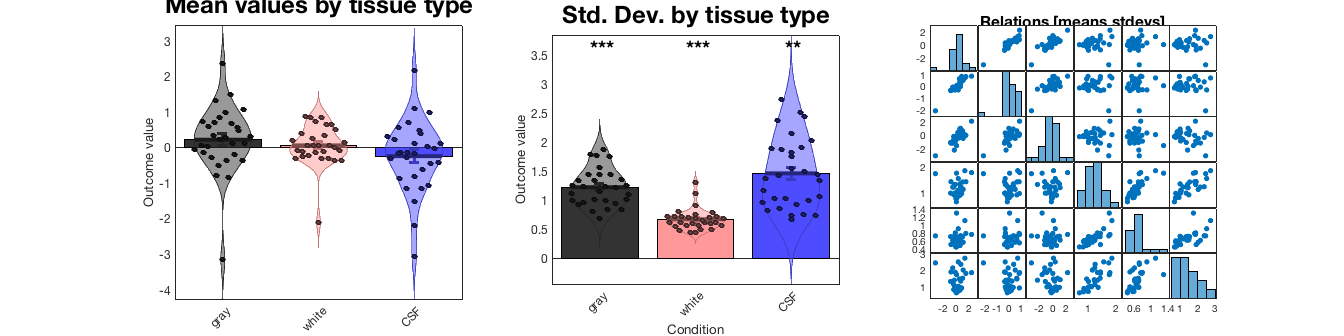 Mean values by tissue type
3
2
1
0
-1
-2
-3
-4
Outcome value
gray
white
CSF
Std. Dev. by tissue type
*** *** **
3.5
3
2.5
2
1.5
1
0.5
0
Outcome value
gray
white
CSF
Condition
Relations [means stdevs]
2
0
-2
1
0
-1
-2
0
-2
2
1
1.4
1.2
1
0.8
0.6
0.4
3
2
1
-2 0 2 -2 -1 0 1 -2 0 2 1 2 0.6 1 1.4 1 2 3